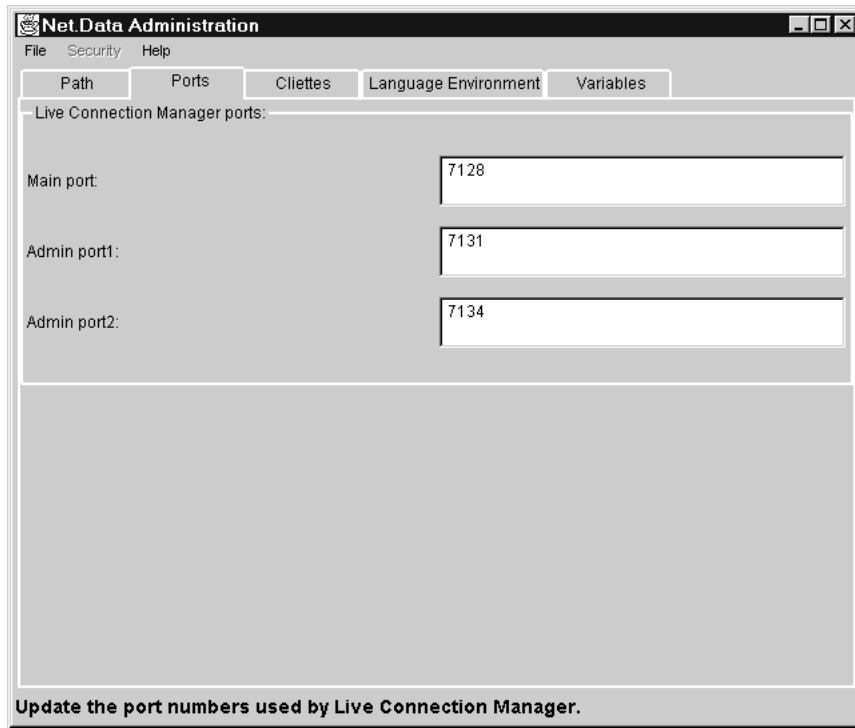 Net.Data Administration
File Security Help
Path Ports Cliettes Language Environment Variables
Live Connection Manager ports:
Main port: 7128
Admin port1: 7131
Admin port2: 7134
Update the port numbers used by Live Connection Manager.